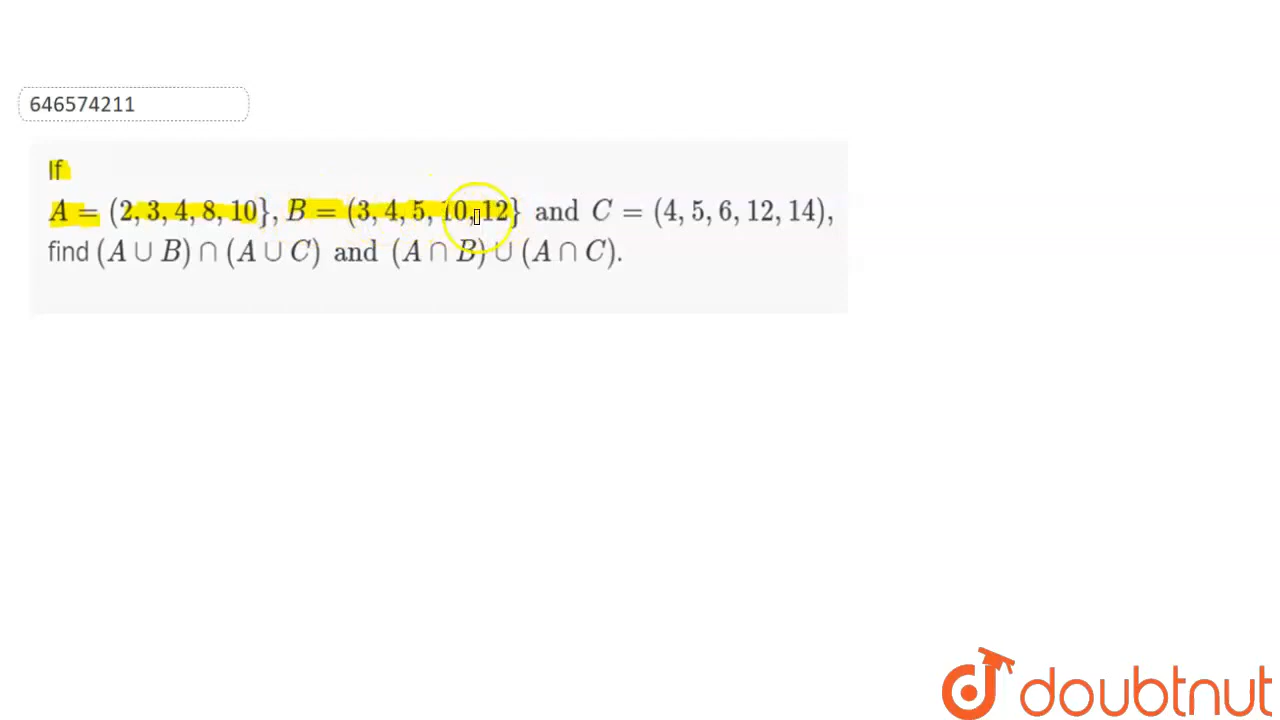 646574211
If
A = (2, 3, 4, 8, 10}, B = (3, 4, 5, 10, 12} and C = (4, 5, 6, 12, 14),
find (A ∪ B) ∩ (A ∪ C) and (A ∩ B) ∪ (A ∩ C).
doubtnut